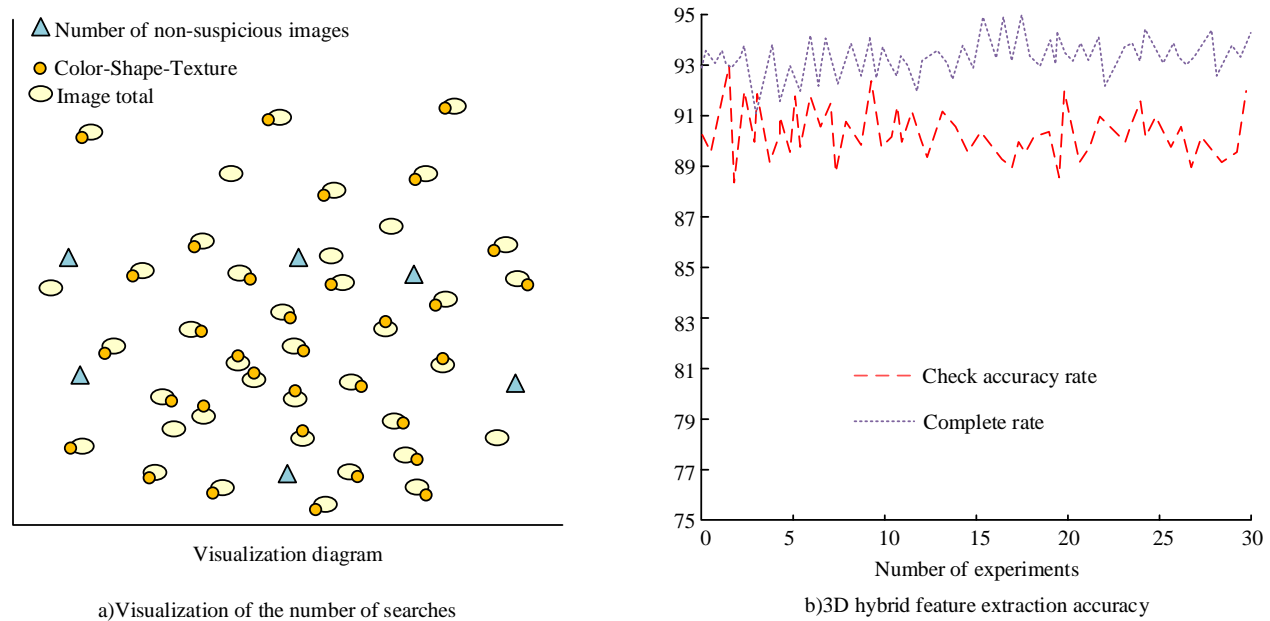 Number of non-suspicious images
Color-Shape-Texture
Image total
Visualization diagram
a)Visualization of the number of searches
95
93
91
89
87
85
83
81
79
77
75
0
5
10
15
20
25
30
Check accuracy rate
Complete rate
Number of experiments
b)3D hybrid feature extraction accuracy